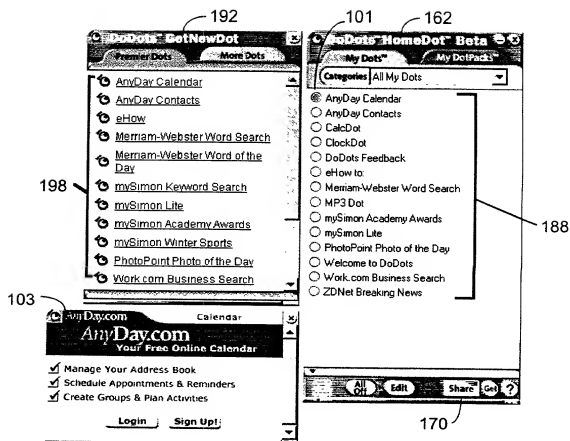 192
DoDots GetNewDot
Premier Dots More Dots
AnyDay Calendar
AnyDay Contacts
eHow
Merriam-Webster Word Search
Merriam-Webster Word of the
Day
mySimon Keyword Search
mySimon Lite
mySimon Academy Awards
mySimon Winter Sports
PhotoPoint Photo of the Day
Work.com Business Search
198
103
AnyDay.com Calendar
AnyDay.com
Your Free Online Calendar
Manage Your Address Book
Schedule Appointments & Reminders
Create Groups & Plan Activities
Login Sign Up!
101
162
DoDots™ HomeDot™ Beta
My Dots™ My DotPacks™
Categories All My Dots
AnyDay Calendar
AnyDay Contacts
CalcDot
ClockDot
DoDots Feedback
eHow to:
Merriam-Webster Word Search
MP3 Dot
mySimon Academy Awards
mySimon Lite
PhotoPoint Photo of the Day
Welcome to DoDots
Work.com Business Search
ZDNet Breaking News
188
All Off Edit Share Get ?
170